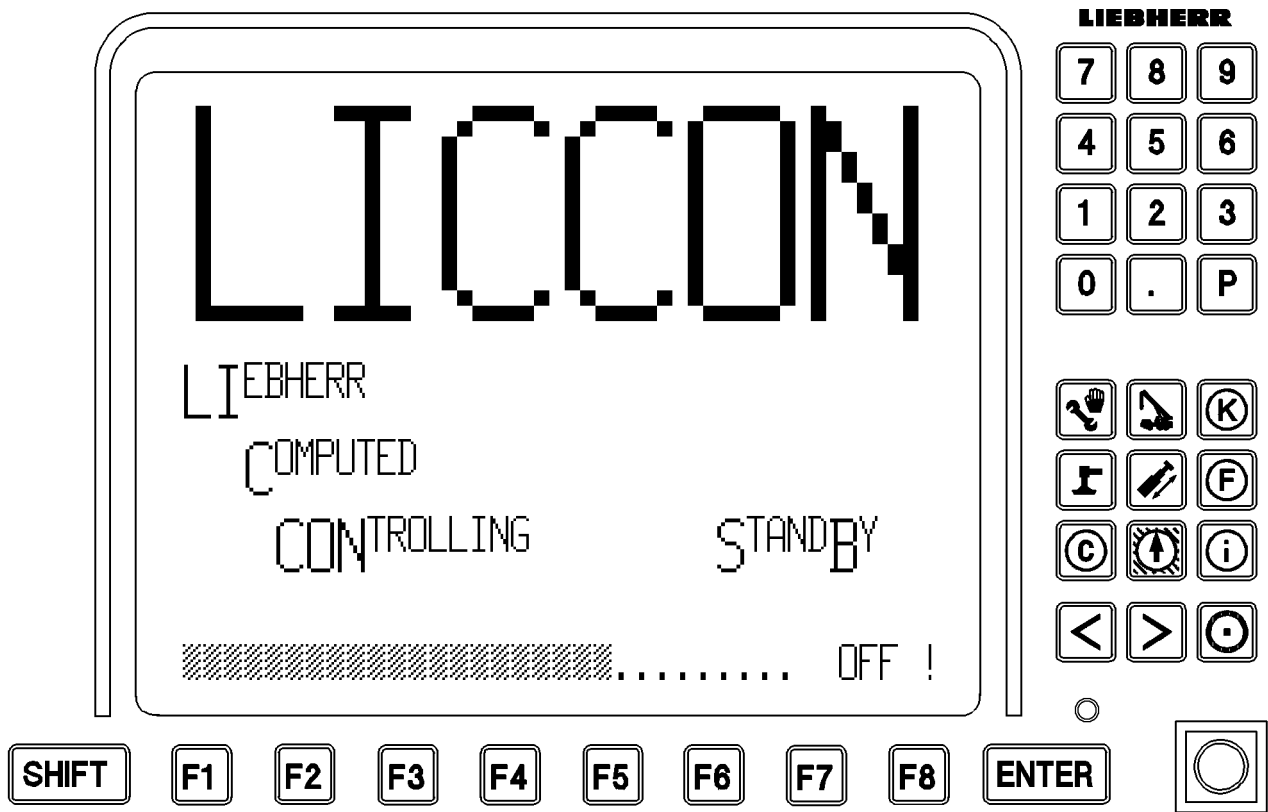 LIEBHERR
LICCON
LIEBHERR
COMPUTED
CONTROLLING STANDBY
......... OFF !
7 8 9
4 5 6
1 2 3
0 . P
K
F
C i
< >
SHIFT F1 F2 F3 F4 F5 F6 F7 F8 ENTER